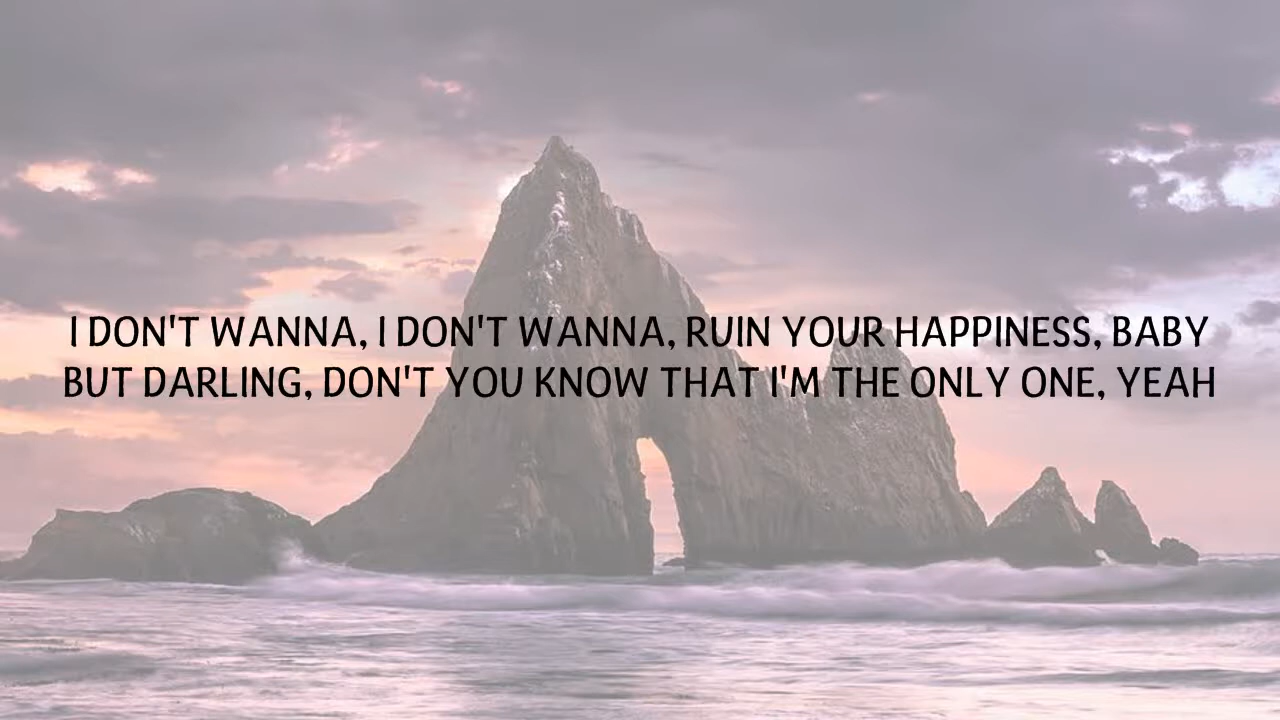 I DON'T WANNA, I DON'T WANNA, RUIN YOUR HAPPINESS, BABY
BUT DARLING, DON'T YOU KNOW THAT I'M THE ONLY ONE, YEAH